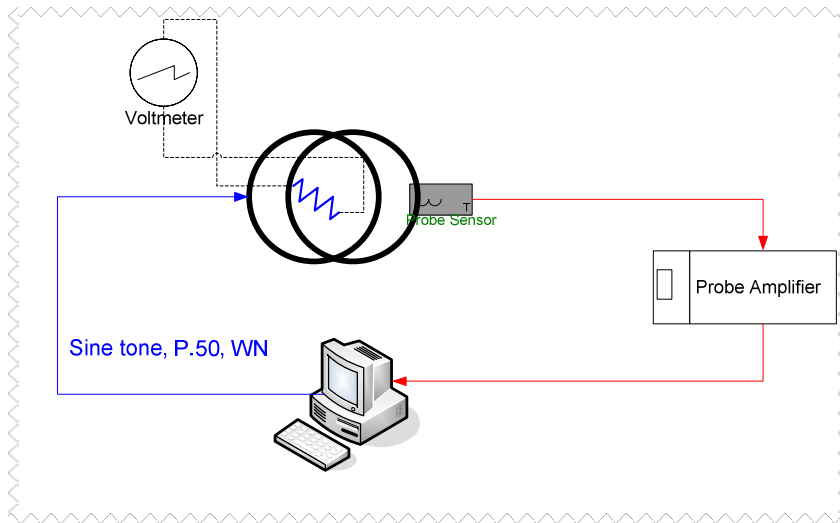 Voltmeter
T
Probe Sensor
Probe Amplifier
Sine tone, P.50, WN